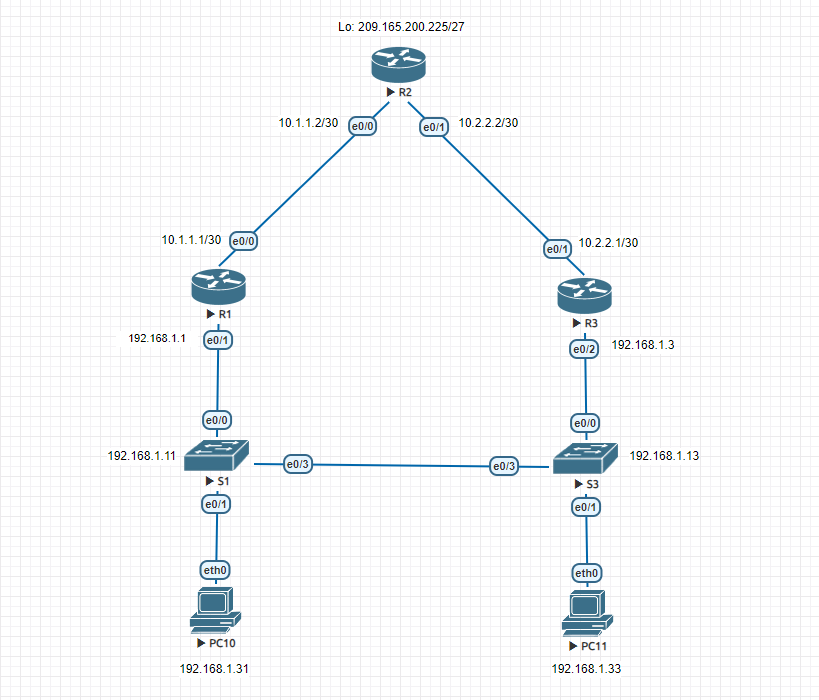 Lo: 209.165.200.225/27
R2
10.1.1.2/30 e0/0 e0/1 10.2.2.2/30
10.1.1.1/30 e0/0 e0/1 10.2.2.1/30
R1 R3
192.168.1.1 e0/1 e0/2 192.168.1.3
e0/0 e0/0
192.168.1.11 e0/3 e0/3 192.168.1.13
S1 S3
e0/1 e0/1
eth0 eth0
PC10 PC11
192.168.1.31 192.168.1.33